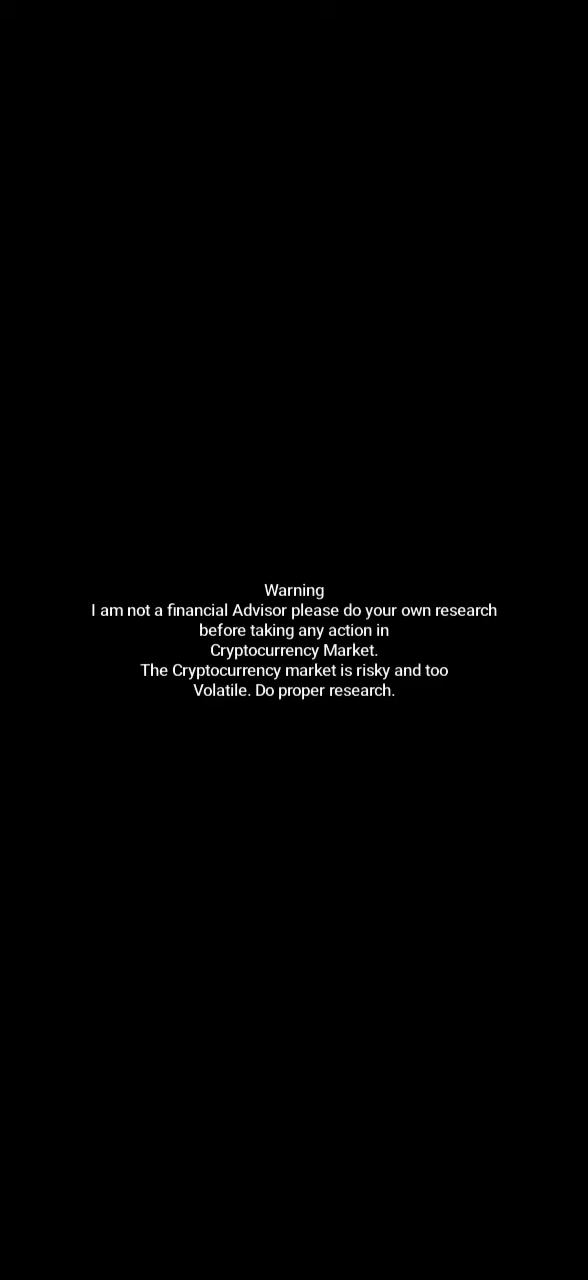 Warning
I am not a financial Advisor please do your own research
before taking any action in
Cryptocurrency Market.
The Cryptocurrency market is risky and too
Volatile. Do proper research.